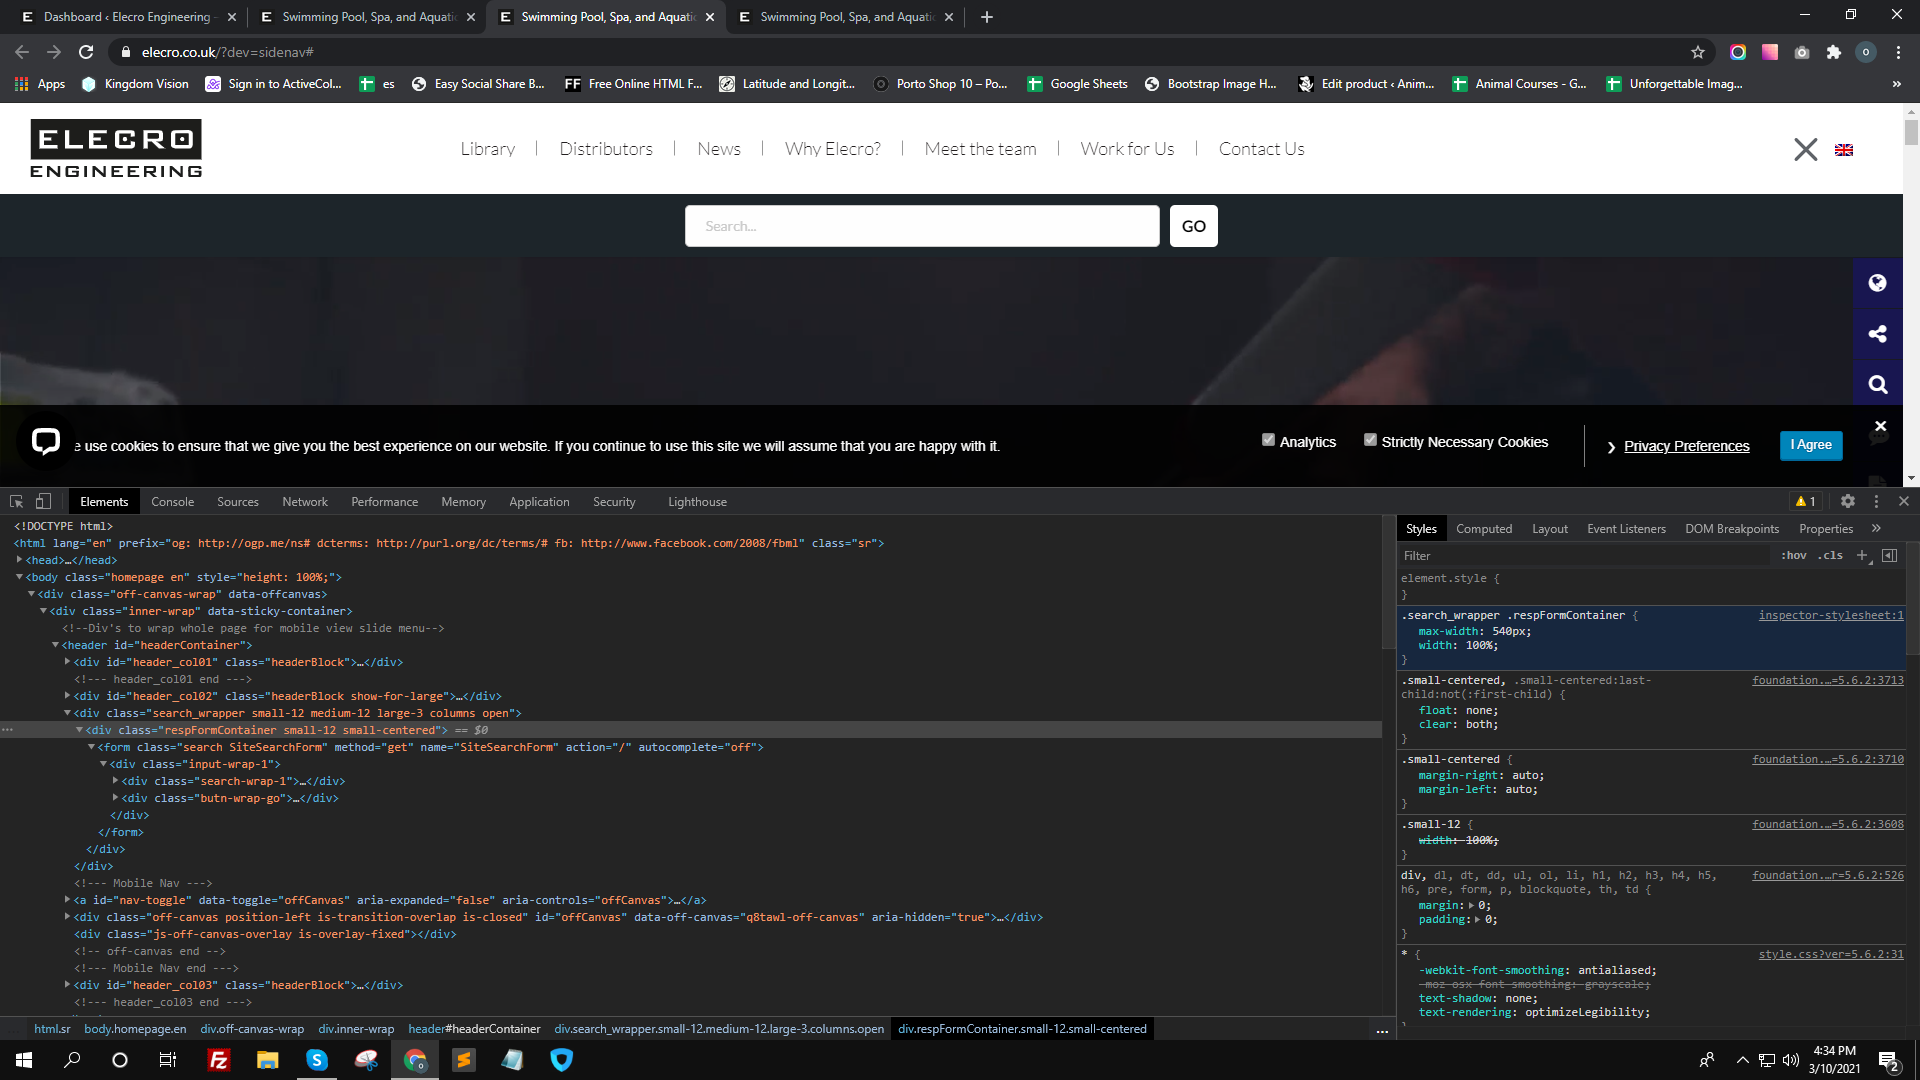 Dashboard ‹ Elecro Engineering –
Swimming Pool, Spa, and Aquatic
Swimming Pool, Spa, and Aquatic
Swimming Pool, Spa, and Aquatic
elecro.co.uk/?dev=sidenav#
Apps
Kingdom Vision
Sign in to ActiveCol...
es
Easy Social Share B...
FF Free Online HTML F...
Latitude and Longit...
Porto Shop 10 – Po...
Google Sheets
Bootstrap Image H...
Edit product ‹ Anim...
Animal Courses - G...
Unforgettable Imag...
»
ELECRO
ENGINEERING
Library
Distributors
News
Why Elecro?
Meet the team
Work for Us
Contact Us
Search...
GO
e use cookies to ensure that we give you the best experience on our website. If you continue to use this site we will assume that you are happy with it.
Analytics
Strictly Necessary Cookies
Privacy Preferences
I Agree
Elements
Console
Sources
Network
Performance
Memory
Application
Security
Lighthouse
1
<!DOCTYPE html>
<html lang="en" prefix="og: http://ogp.me/ns# dcterms: http://purl.org/dc/terms/# fb: http://www.facebook.com/2008/fbml" class="sr">
<head>…</head>
<body class="homepage en" style="height: 100%;">
<div class="off-canvas-wrap" data-offcanvas>
<div class="inner-wrap" data-sticky-container>
<!--Div's to wrap whole page for mobile view slide menu-->
<header id="headerContainer">
<div id="header_col01" class="headerBlock">…</div>
<!--- header_col01 end --->
<div id="header_col02" class="headerBlock show-for-large">…</div>
<div class="search_wrapper small-12 medium-12 large-3 columns open">
<div class="respFormContainer small-12 small-centered"> == $0
<form class="search SiteSearchForm" method="get" name="SiteSearchForm" action="/" autocomplete="off">
<div class="input-wrap-1">
<div class="search-wrap-1">…</div>
<div class="butn-wrap-go">…</div>
</div>
</form>
</div>
</div>
<!--- Mobile Nav --->
<a id="nav-toggle" data-toggle="offCanvas" aria-expanded="false" aria-controls="offCanvas">…</a>
<div class="off-canvas position-left is-transition-overlap is-closed" id="offCanvas" data-off-canvas="q8tawl-off-canvas" aria-hidden="true">…</div>
<div class="js-off-canvas-overlay is-overlay-fixed"></div>
<!-- off-canvas end -->
<!--- Mobile Nav end --->
<div id="header_col03" class="headerBlock">…</div>
<!--- header_col03 end --->
html.sr
body.homepage.en
div.off-canvas-wrap
div.inner-wrap
header#headerContainer
div.search_wrapper.small-12.medium-12.large-3.columns.open
div.respFormContainer.small-12.small-centered
...
Styles
Computed
Layout
Event Listeners
DOM Breakpoints
Properties
»
Filter
:hov .cls +
element.style {
}
.search_wrapper .respFormContainer { inspector-stylesheet:1
max-width: 540px;
width: 100%;
}
.small-centered, .small-centered:last- foundation.…=5.6.2:3713
child:not(:first-child) {
float: none;
clear: both;
}
.small-centered { foundation.…=5.6.2:3710
margin-right: auto;
margin-left: auto;
}
.small-12 { foundation.…=5.6.2:3608
width: 100%;
}
div, dl, dt, dd, ul, ol, li, h1, h2, h3, h4, h5, foundation.…r=5.6.2:526
h6, pre, form, p, blockquote, th, td {
margin: 0;
padding: 0;
}
* { style.css?ver=5.6.2:31
-webkit-font-smoothing: antialiased;
-moz-osx-font-smoothing: grayscale;
text-shadow: none;
text-rendering: optimizeLegibility;
4:34 PM
3/10/2021
2